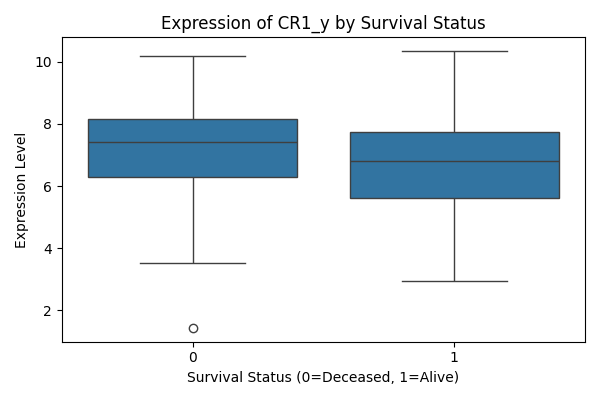 Expression of CR1_y by Survival Status
Expression Level
10
8
6
4
2
0
1
Survival Status (0=Deceased, 1=Alive)